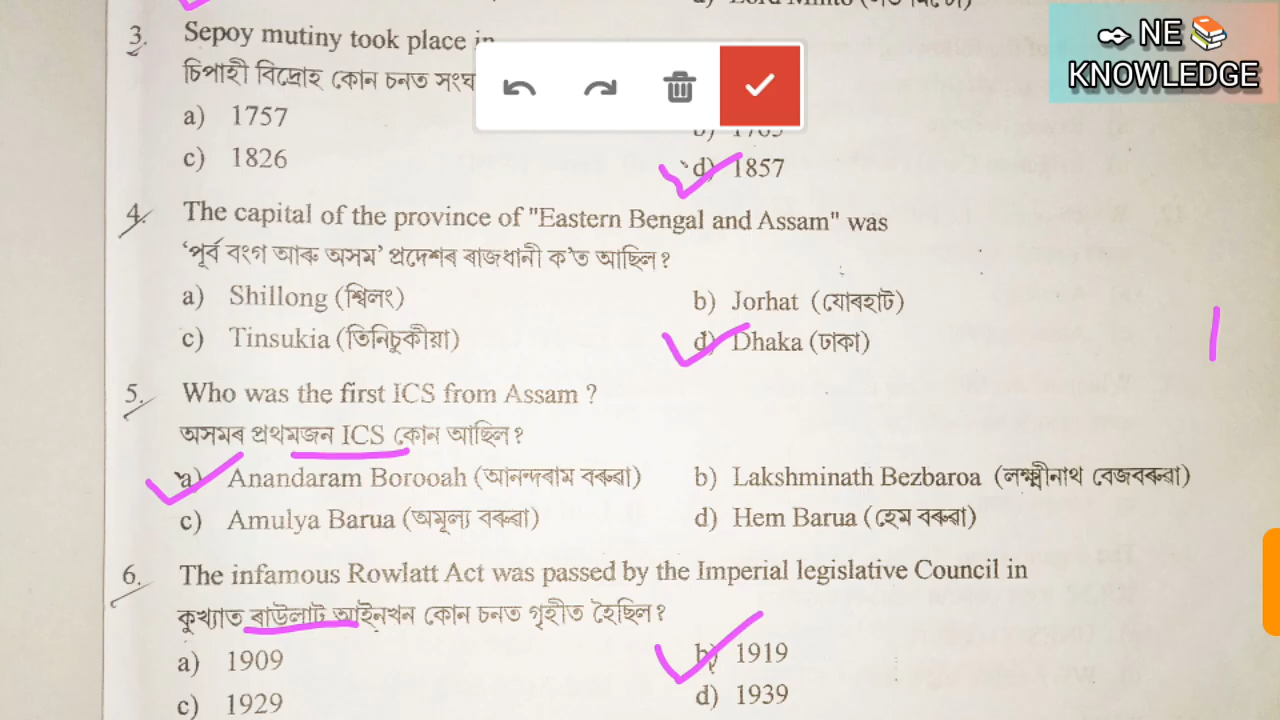 d) Lord Minto
NE
KNOWLEDGE
3. Sepoy mutiny took place in
চিপাহী বিদ্ৰোহ কোন চনত
a) 1757
b) 1765
c) 1826
d) 1857
4. The capital of the province of "Eastern Bengal and Assam" was
‘পূৰ্ব বংগ আৰু অসম’ প্ৰদেশৰ ৰাজধানী ক’ত আছিল?
a) Shillong (শ্বিলং)
b) Jorhat (যোৰহাট)
c) Tinsukia (তিনিচুকীয়া)
d) Dhaka (ঢাকা)
5. Who was the first ICS from Assam ?
অসমৰ প্ৰথমজন ICS কোন আছিল?
a) Anandaram Borooah (আনন্দৰাম বৰুৱা)
b) Lakshminath Bezbaroa (লক্ষ্মীনাথ বেজবৰুৱা)
c) Amulya Barua (অমূল্য বৰুৱা)
d) Hem Barua (হেম বৰুৱা)
6. The infamous Rowlatt Act was passed by the Imperial legislative Council in
কুখ্যাত ৰাউলাট আইনখন কোন চনত গৃহীত হৈছিল?
a) 1909
b) 1919
c) 1929
d) 1939